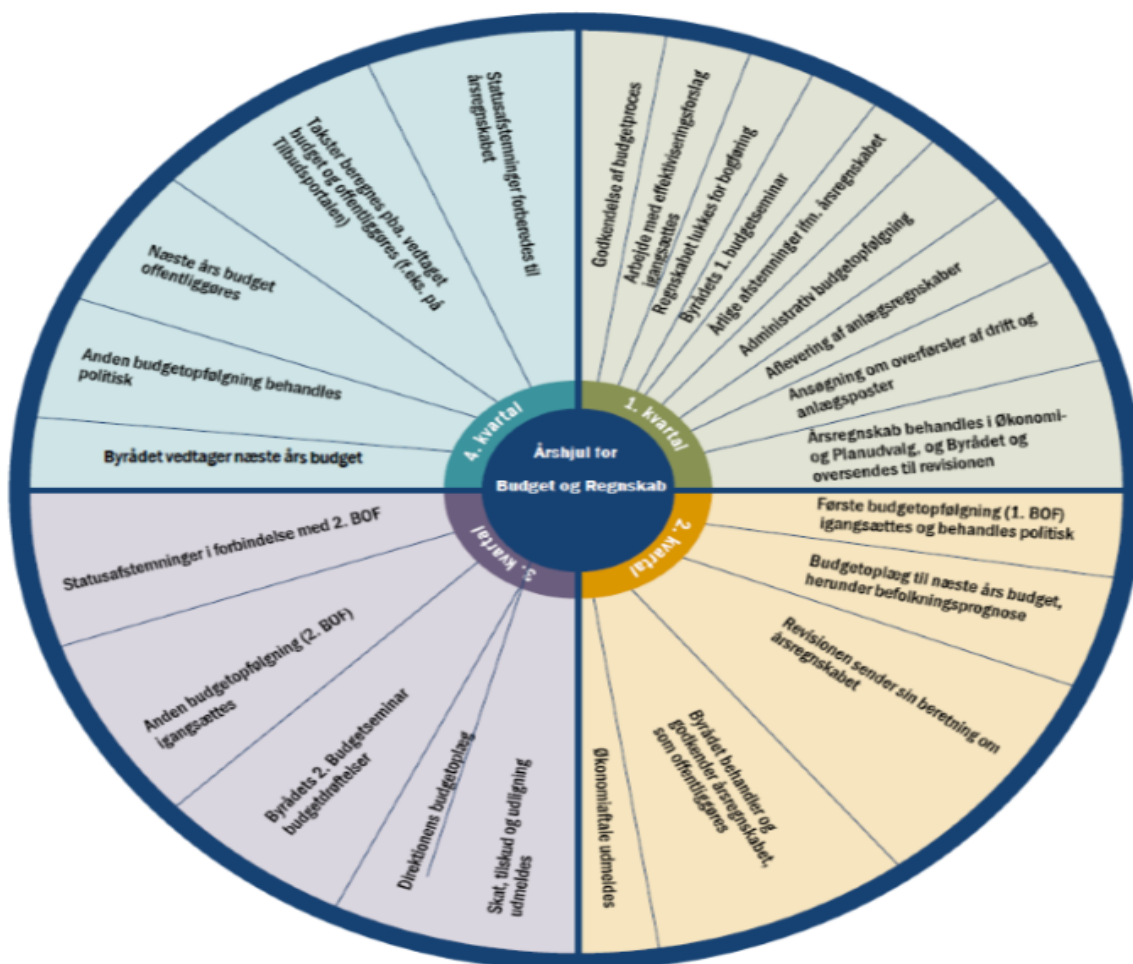 Årshjul for
Budget og Regnskab
1. kvartal
Godkendelse af budgetproces
Arbejde med effektiviseringsforslag
igangsættes
Regnskabet lukkes for bogføring
Byrådets 1. budgetseminar
Årlige afstemninger ifm. årsregnskabet
Administrativ budgetopfølgning
Aflevering af anlægsregnskaber
Ansøgning om overførsler af drift og
anlægsposter
Årsregnskab behandles i Økonomi-
og Planudvalg, og Byrådet og
oversendes til revisionen
2. kvartal
Første budgetopfølgning (1. BOF)
igangsættes og behandles politisk
Budgetoplæg til næste års budget,
herunder befolkningsprognose
Revisionen sender sin beretning om
årsregnskabet
Byrådet behandler og
godkender årsregnskabet,
som offentliggøres
Økonomiaftale udmeldes
3. kvartal
Skat, tilskud og udligning
udmeldes
Direktionens budgetoplæg
Byrådets 2. Budgetseminar
budgetdrøftelser
Anden budgetopfølgning (2. BOF)
igangsættes
Statusafstemninger i forbindelse med 2. BOF
4. kvartal
Byrådet vedtager næste års budget
Anden budgetopfølgning behandles
politisk
Næste års budget
offentliggøres
Takster beregnes pba. vedtaget
budget og offentliggøres (f.eks. på
Tilbudsportalen)
Statusafstemninger forberedes til
årsregnskabet